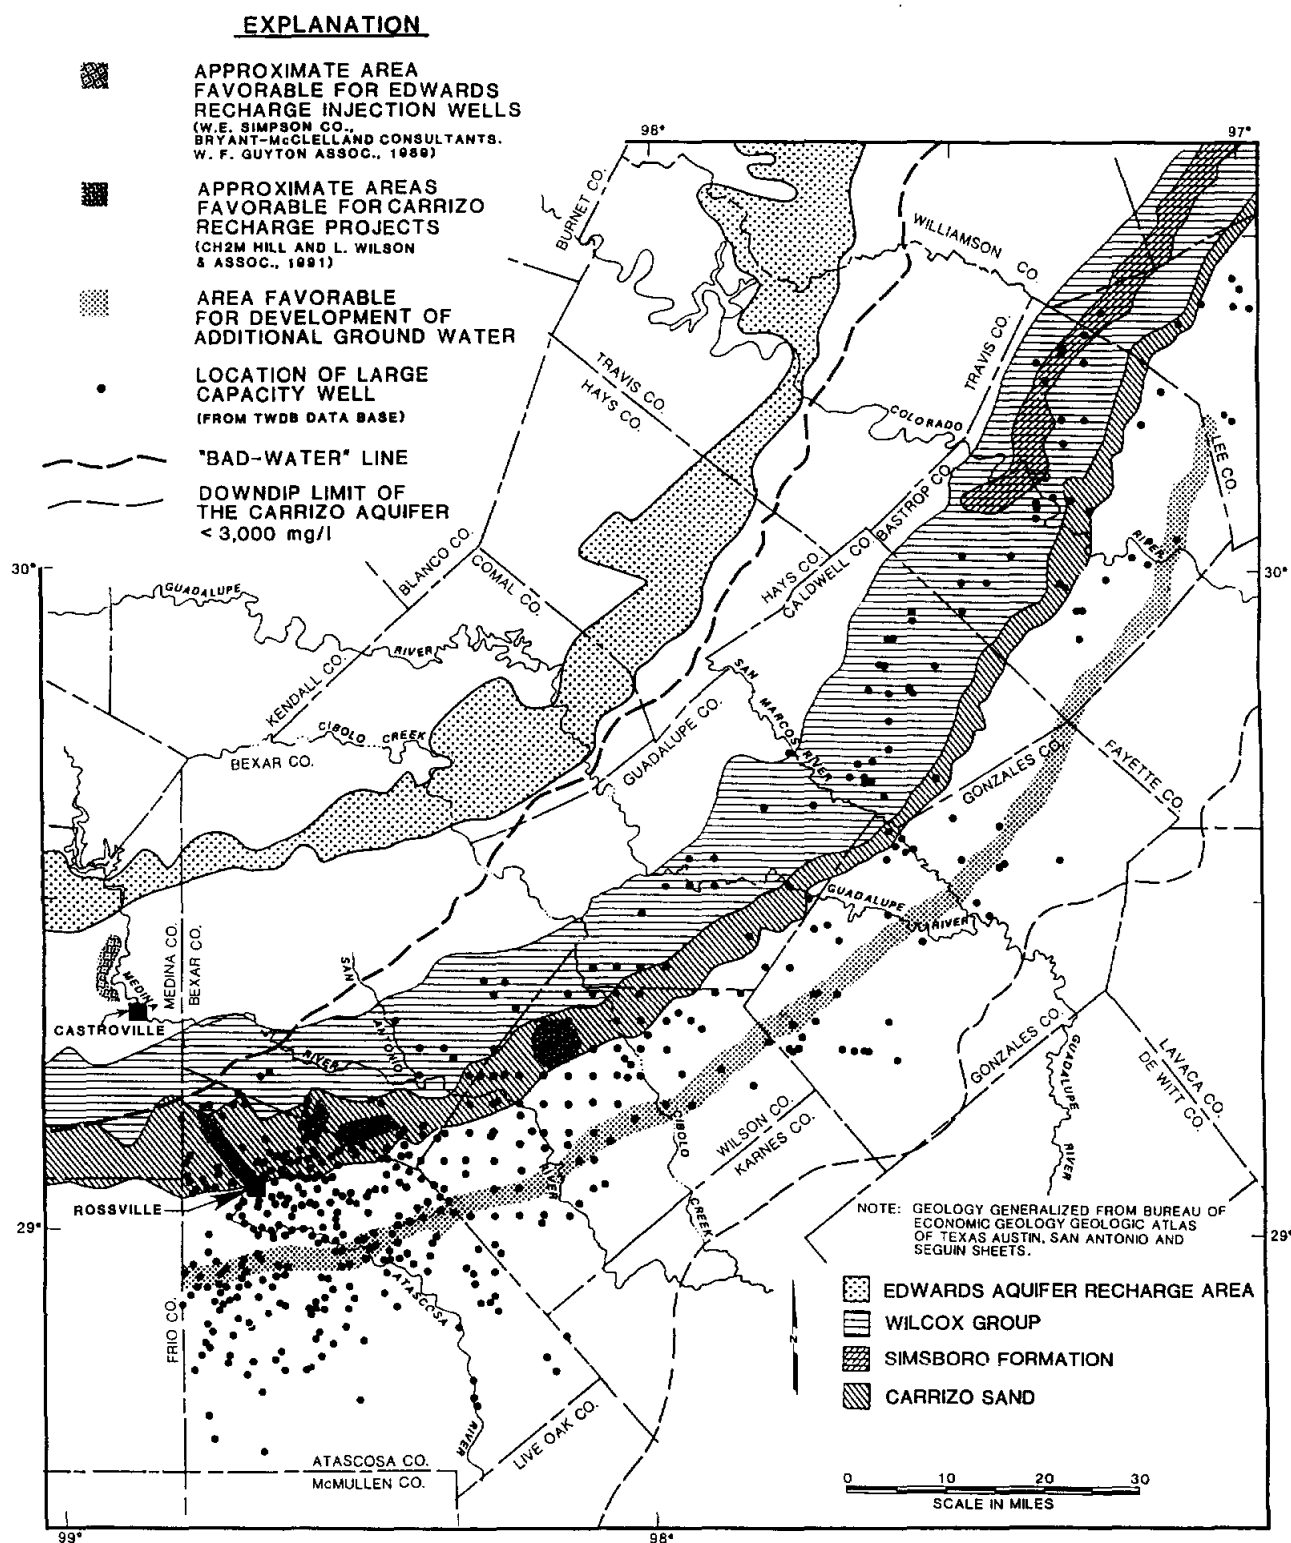 EXPLANATION
APPROXIMATE AREA
FAVORABLE FOR EDWARDS
RECHARGE INJECTION WELLS
(W.E. SIMPSON CO.,
BRYANT-McCLELLAND CONSULTANTS.
W. F. GUYTON ASSOC., 1989)
APPROXIMATE AREAS
FAVORABLE FOR CARRIZO
RECHARGE PROJECTS
(CH2M HILL AND L. WILSON
& ASSOC., 1991)
AREA FAVORABLE
FOR DEVELOPMENT OF
ADDITIONAL GROUND WATER
LOCATION OF LARGE
CAPACITY WELL
(FROM TWDB DATA BASE)
"BAD-WATER" LINE
DOWNDIP LIMIT OF
THE CARRIZO AQUIFER
< 3,000 mg/l
98°
97°
BURNET CO.
WILLIAMSON CO.
TRAVIS CO.
TRAVIS CO.
HAYS CO.
COLORADO
LEE CO.
BASTROP CO.
BLANCO CO.
COMAL CO.
HAYS CO.
CALDWELL CO.
RIVER
30°
30°
GUADALUPE
RIVER
KENDALL CO.
SAN MARCOS RIVER
CIBOLO CREEK
BEXAR CO.
GUADALUPE CO.
GONZALES CO.
FAYETTE CO.
GUADALUPE
RIVER
MEDINA CO.
BEXAR CO.
SAN ANTONIO
MEDINA
CASTROVILLE
RIVER
GONZALES CO.
LAVACA CO.
DE WITT CO.
GUADALUPE
RIVER
CIBOLO
WILSON CO.
KARNES CO.
RIVER
CREEK
ROSSVILLE
29°
29°
NOTE: GEOLOGY GENERALIZED FROM BUREAU OF
ECONOMIC GEOLOGY GEOLOGIC ATLAS
OF TEXAS AUSTIN, SAN ANTONIO AND
SEGUIN SHEETS.
ATASCOSA
FRIO CO.
N
EDWARDS AQUIFER RECHARGE AREA
WILCOX GROUP
SIMSBORO FORMATION
CARRIZO SAND
RIVER
LIVE OAK CO.
ATASCOSA CO.
McMULLEN CO.
0 10 20 30
SCALE IN MILES
99°
98°